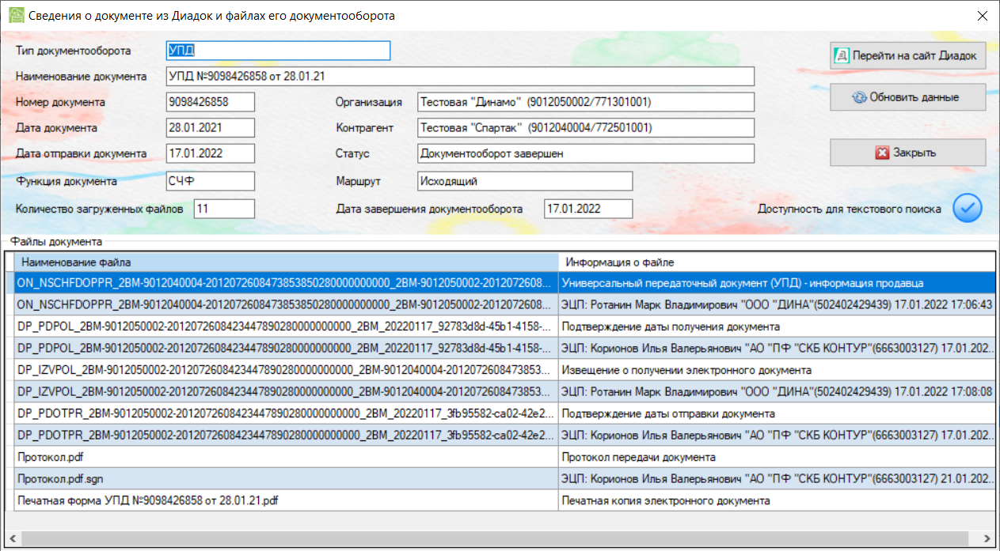 Сведения о документе из Диадок и файлах его документооборота
Тип документооборота УПД
Перейти на сайт Диадок
Наименование документа УПД №9098426858 от 28.01.21
Номер документа 9098426858 Организация Тестовая "Динамо" (9012050002/771301001)
Обновить данные
Дата документа 28.01.2021 Контрагент Тестовая "Спартак" (9012040004/772501001)
Дата отправки документа 17.01.2022 Статус Документооборот завершен
Закрыть
Функция документа СЧФ Маршрут Исходящий
Количество загруженных файлов 11 Дата завершения документооборота 17.01.2022 Доступность для текстового поиска
Файлы документа
Наименование файла Информация о файле
ON_NSCHFDOPPR_2BM-9012040004-2012072608473853850280000000000_2BM-9012050002-2012072608... Универсальный передаточный документ (УПД) - информация продавца
ON_NSCHFDOPPR_2BM-9012040004-2012072608473853850280000000000_2BM-9012050002-2012072608... ЭЦП: Ротанин Марк Владимирович "ООО "ДИНА"(502402429439) 17.01.2022 17:06:43
DP_PDPOL_2BM-9012050002-2012072608423447890280000000000_2BM_20220117_92783d8d-45b1-4158-... Подтверждение даты получения документа
DP_PDPOL_2BM-9012050002-2012072608423447890280000000000_2BM_20220117_92783d8d-45b1-4158-... ЭЦП: Корионов Илья Валерьянович "АО "ПФ "СКБ КОНТУР"(6663003127) 17.01.202...
DP_IZVPOL_2BM-9012050002-2012072608423447890280000000000_2BM-9012040004-2012072608473853... Извещение о получении электронного документа
DP_IZVPOL_2BM-9012050002-2012072608423447890280000000000_2BM-9012040004-2012072608473853... ЭЦП: Ротанин Марк Владимирович "ООО "ДИНА"(502402429439) 17.01.2022 17:08:08
DP_PDOTPR_2BM-9012050002-2012072608423447890280000000000_2BM_20220117_3fb95582-ca02-42e2... Подтверждение даты отправки документа
DP_PDOTPR_2BM-9012050002-2012072608423447890280000000000_2BM_20220117_3fb95582-ca02-42e2... ЭЦП: Корионов Илья Валерьянович "АО "ПФ "СКБ КОНТУР"(6663003127) 17.01.202...
Протокол.pdf Протокол передачи документа
Протокол.pdf.sgn ЭЦП: Корионов Илья Валерьянович "АО "ПФ "СКБ КОНТУР"(6663003127) 21.01.202...
Печатная форма УПД №9098426858 от 28.01.21.pdf Печатная копия электронного документа